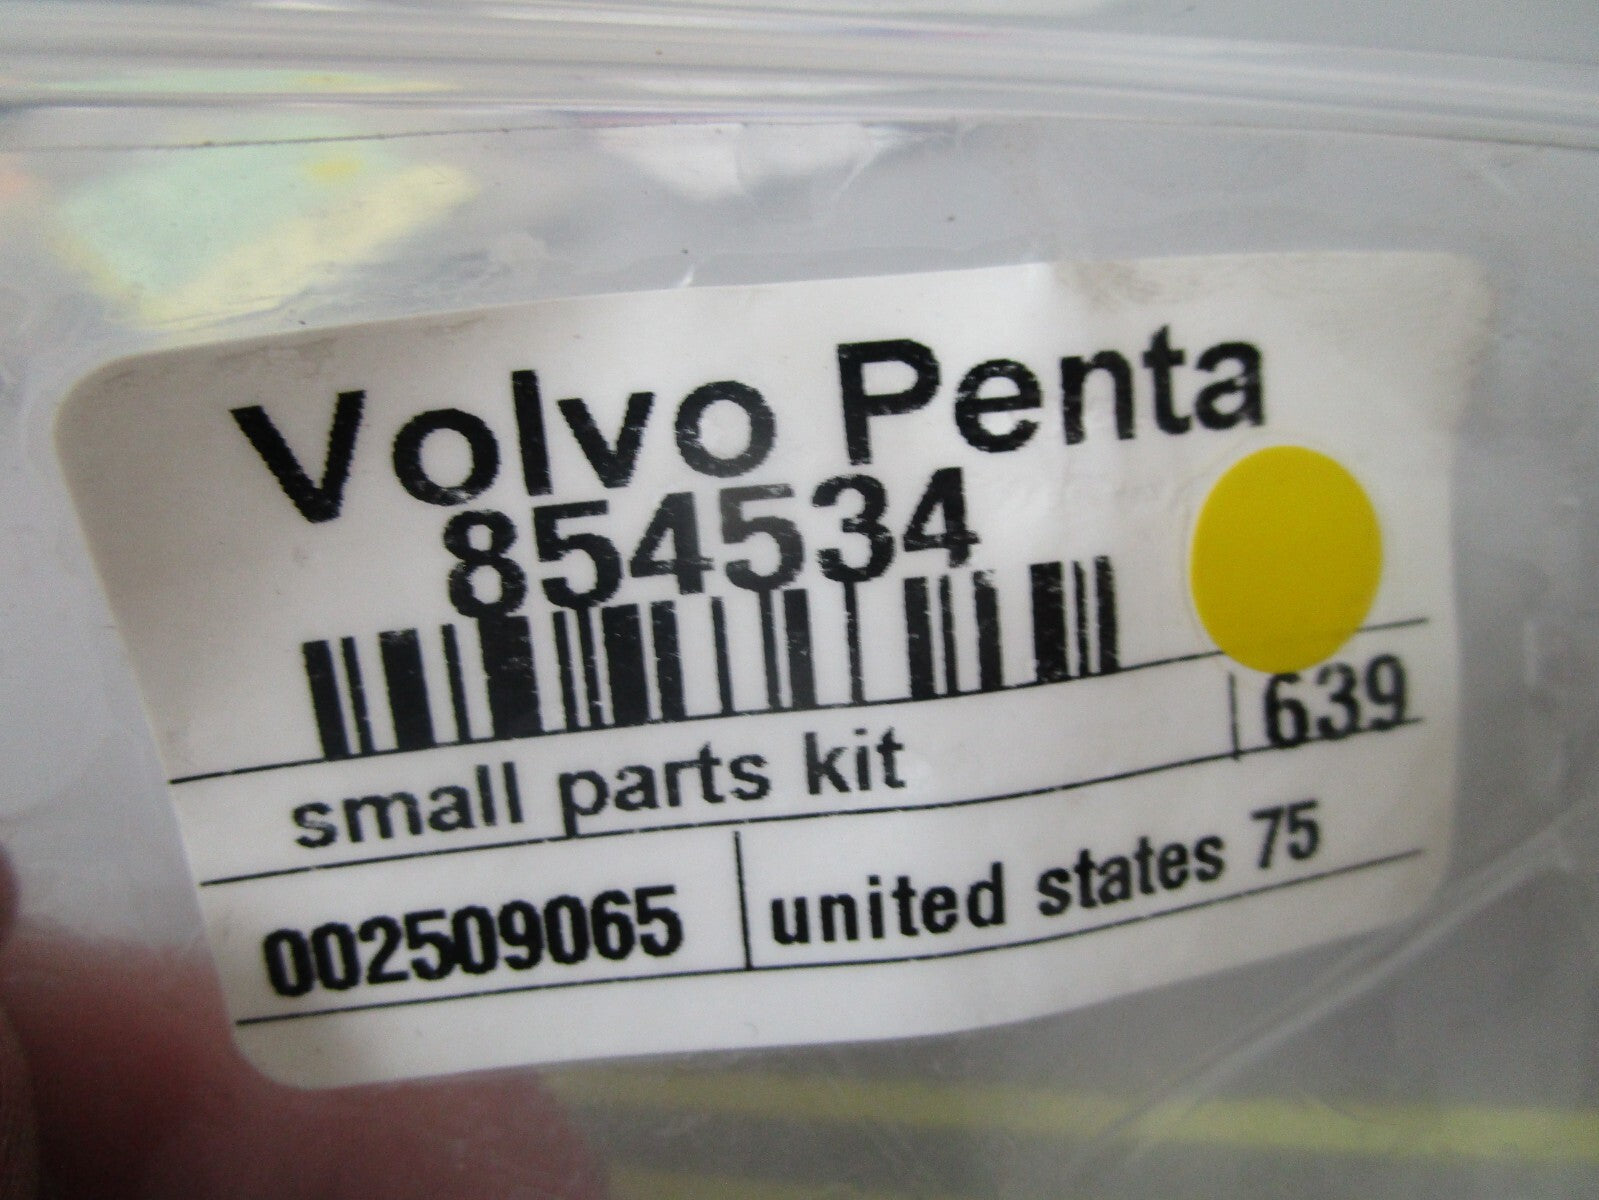 Volvo Penta
854534
639
small parts kit
002509065 united states 75